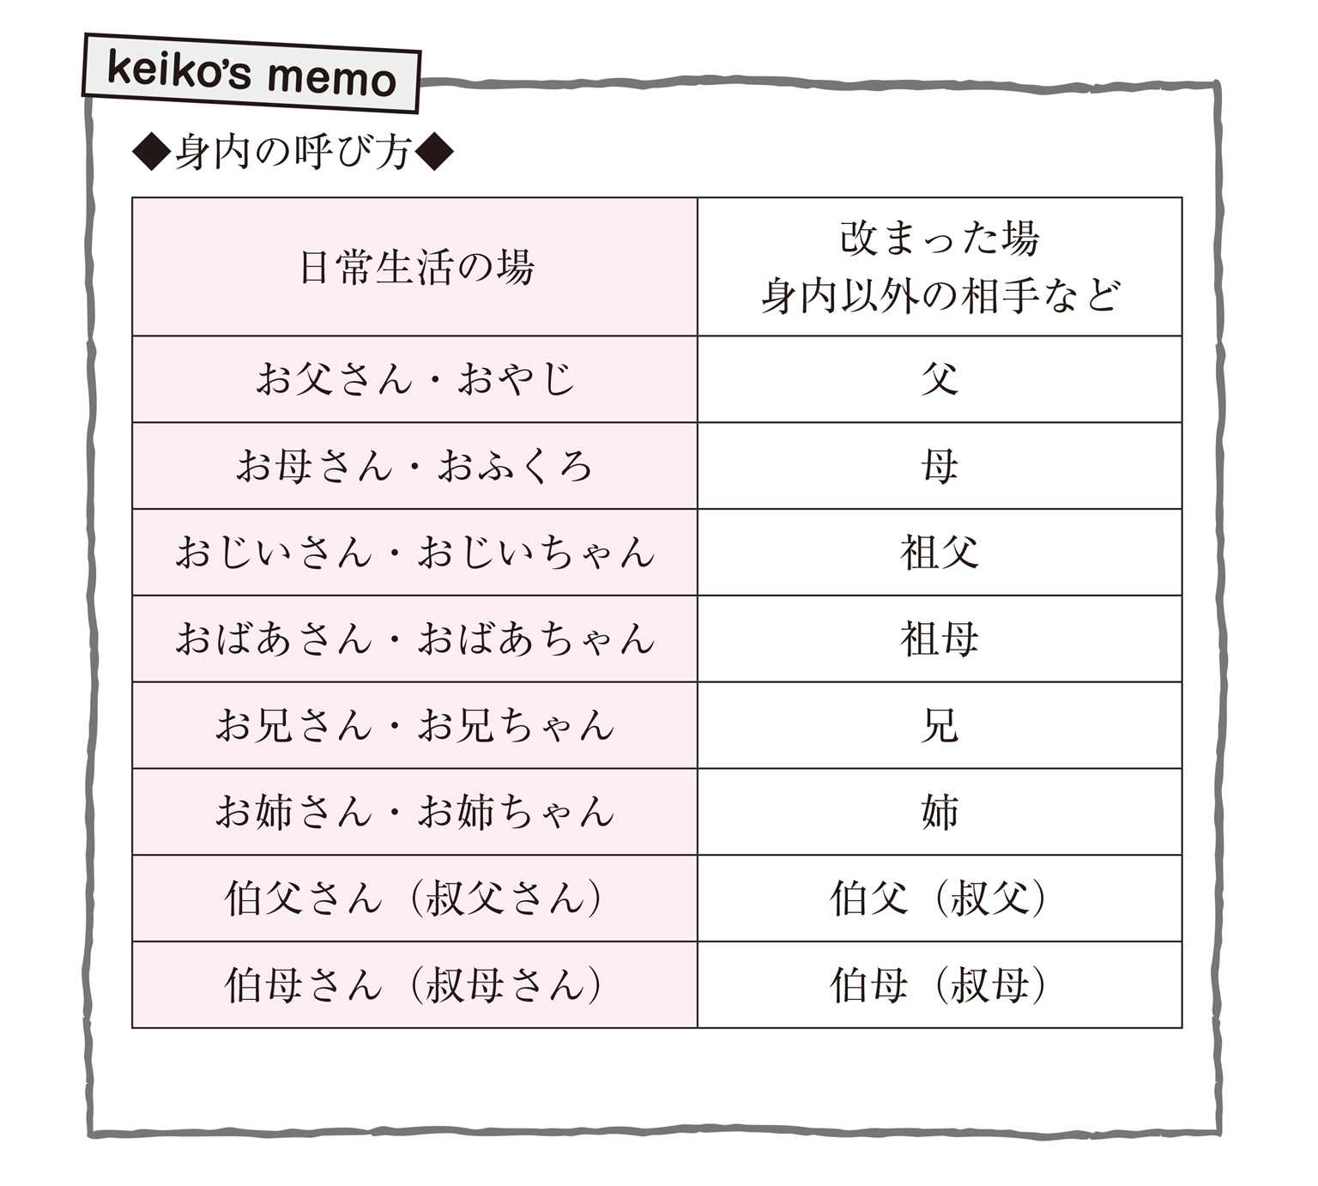 keiko's memo
◆身内の呼び方◆
日常生活の場
改まった場
身内以外の相手など
お父さん・おやじ
父
お母さん・おふくろ
母
おじいさん・おじいちゃん
祖父
おばあさん・おばあちゃん
祖母
お兄さん・お兄ちゃん
兄
お姉さん・お姉ちゃん
姉
伯父さん（叔父さん）
伯父（叔父）
伯母さん（叔母さん）
伯母（叔母）